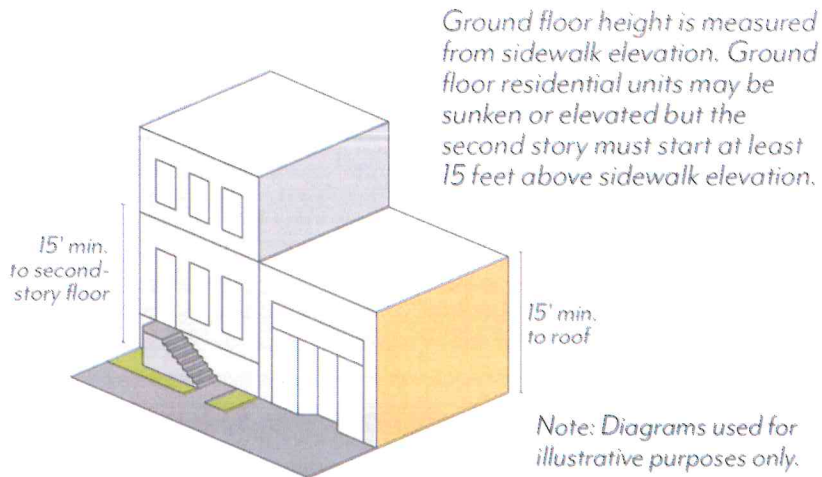 Ground floor height is measured
from sidewalk elevation. Ground
floor residential units may be
sunken or elevated but the
second story must start at least
15 feet above sidewalk elevation.
15' min.
to second-
story floor
15' min.
to roof
Note: Diagrams used for
illustrative purposes only.